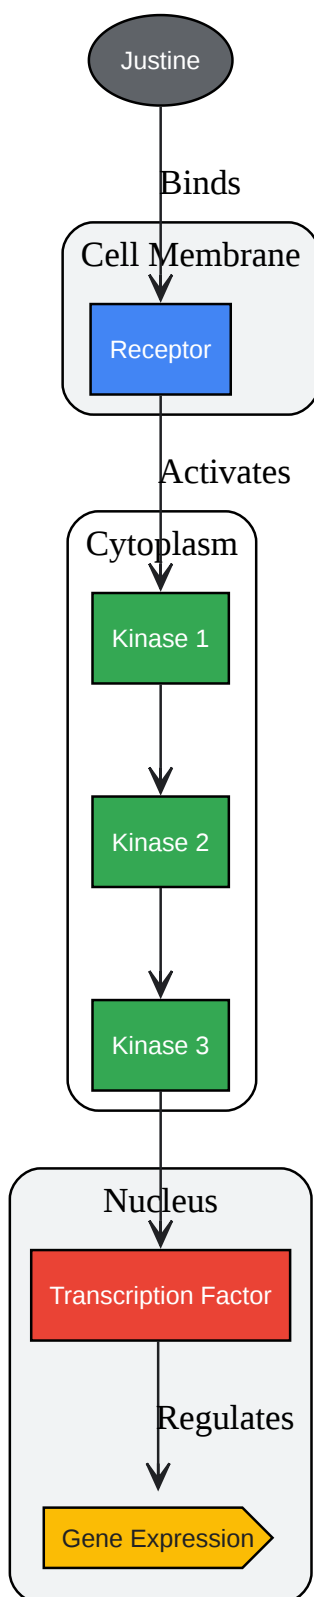 Justine
Binds
Cell Membrane
Receptor
Activates
Cytoplasm
Kinase 1
Kinase 2
Kinase 3
Nucleus
Transcription Factor
Regulates
Gene Expression